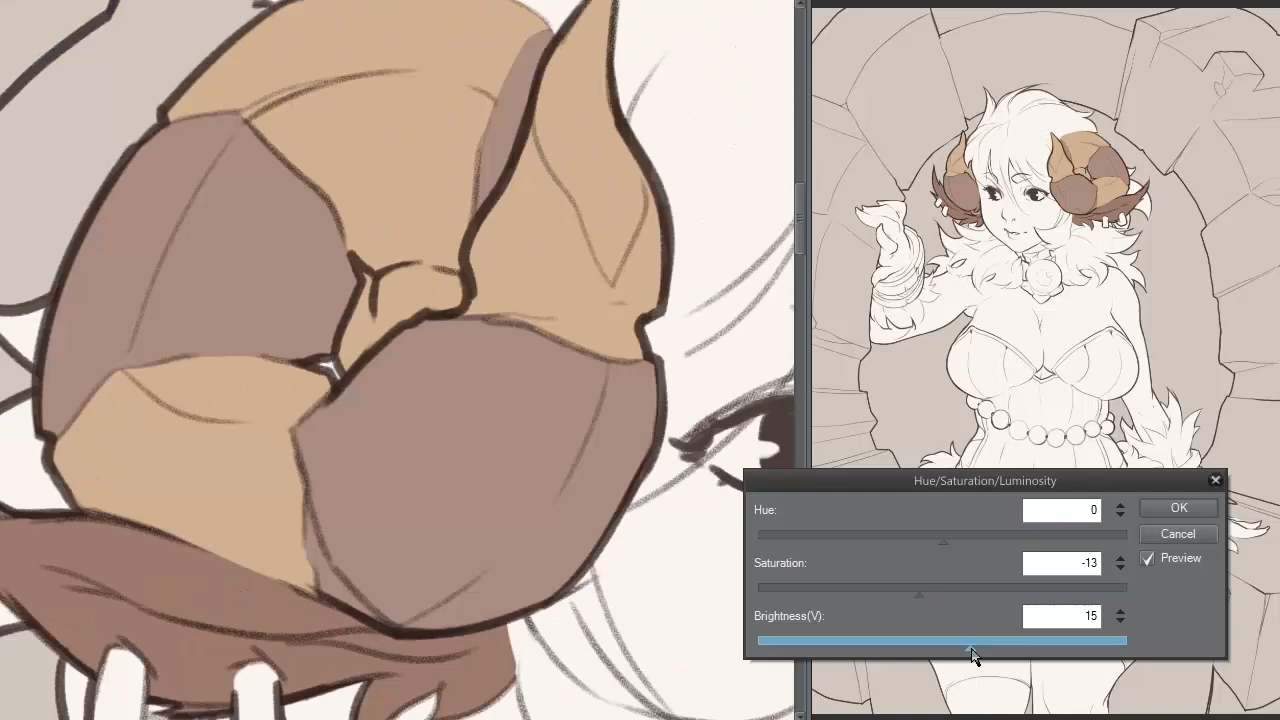 Hue/Saturation/Luminosity
Hue: 0 OK
Cancel
Saturation: -13 Preview
Brightness(V): 15